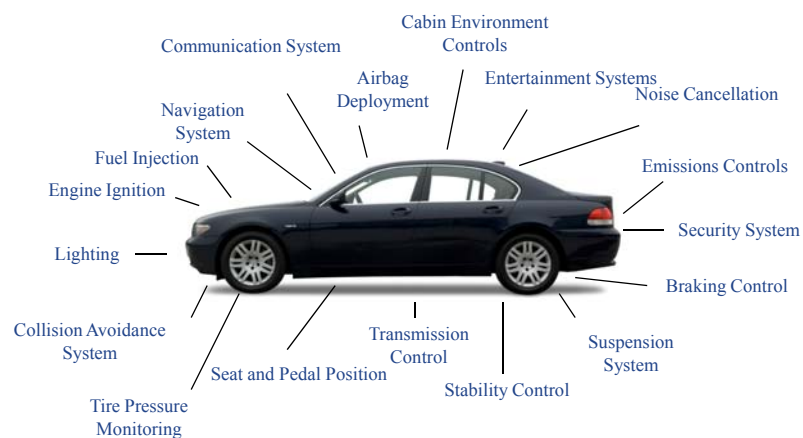 Cabin Environment
Controls
Communication System
Airbag
Deployment
Entertainment Systems
Noise Cancellation
Navigation
System
Fuel Injection
Engine Ignition
Emissions Controls
Security System
Lighting
Braking Control
Collision Avoidance
System
Transmission
Control
Suspension
System
Seat and Pedal Position
Stability Control
Tire Pressure
Monitoring